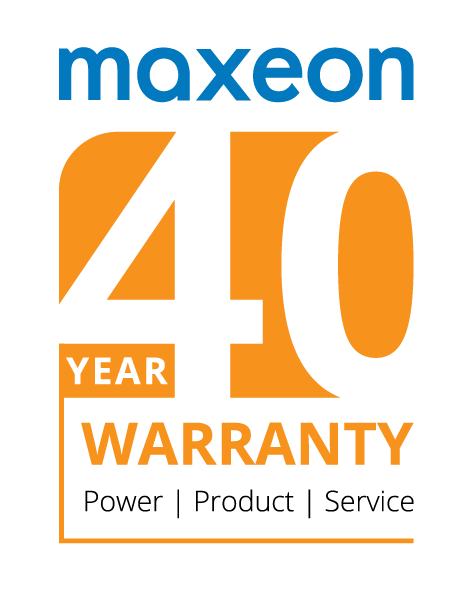 maxeon
40
YEAR
WARRANTY
Power | Product | Service